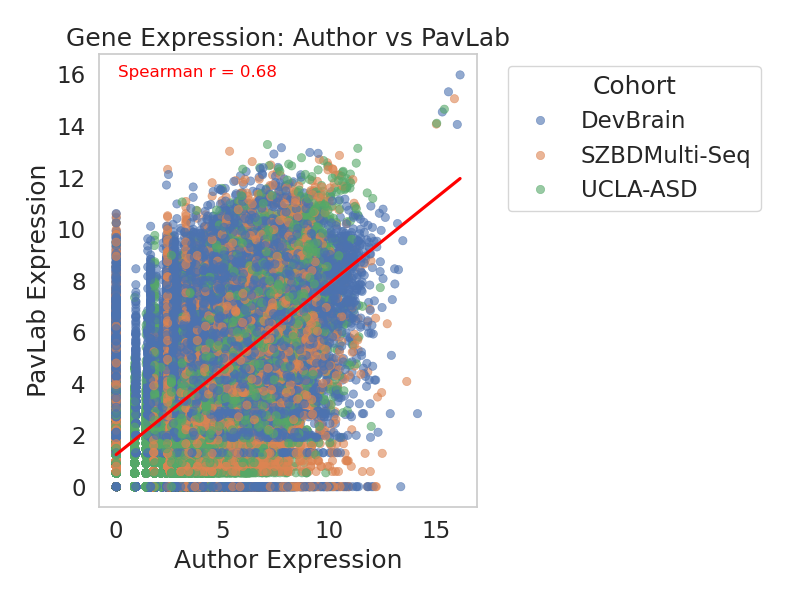 Gene Expression: Author vs PavLab
Spearman r = 0.68
PavLab Expression
16
14
12
10
8
6
4
2
0
0 5 10 15
Author Expression
Cohort
DevBrain
SZBDMulti-Seq
UCLA-ASD